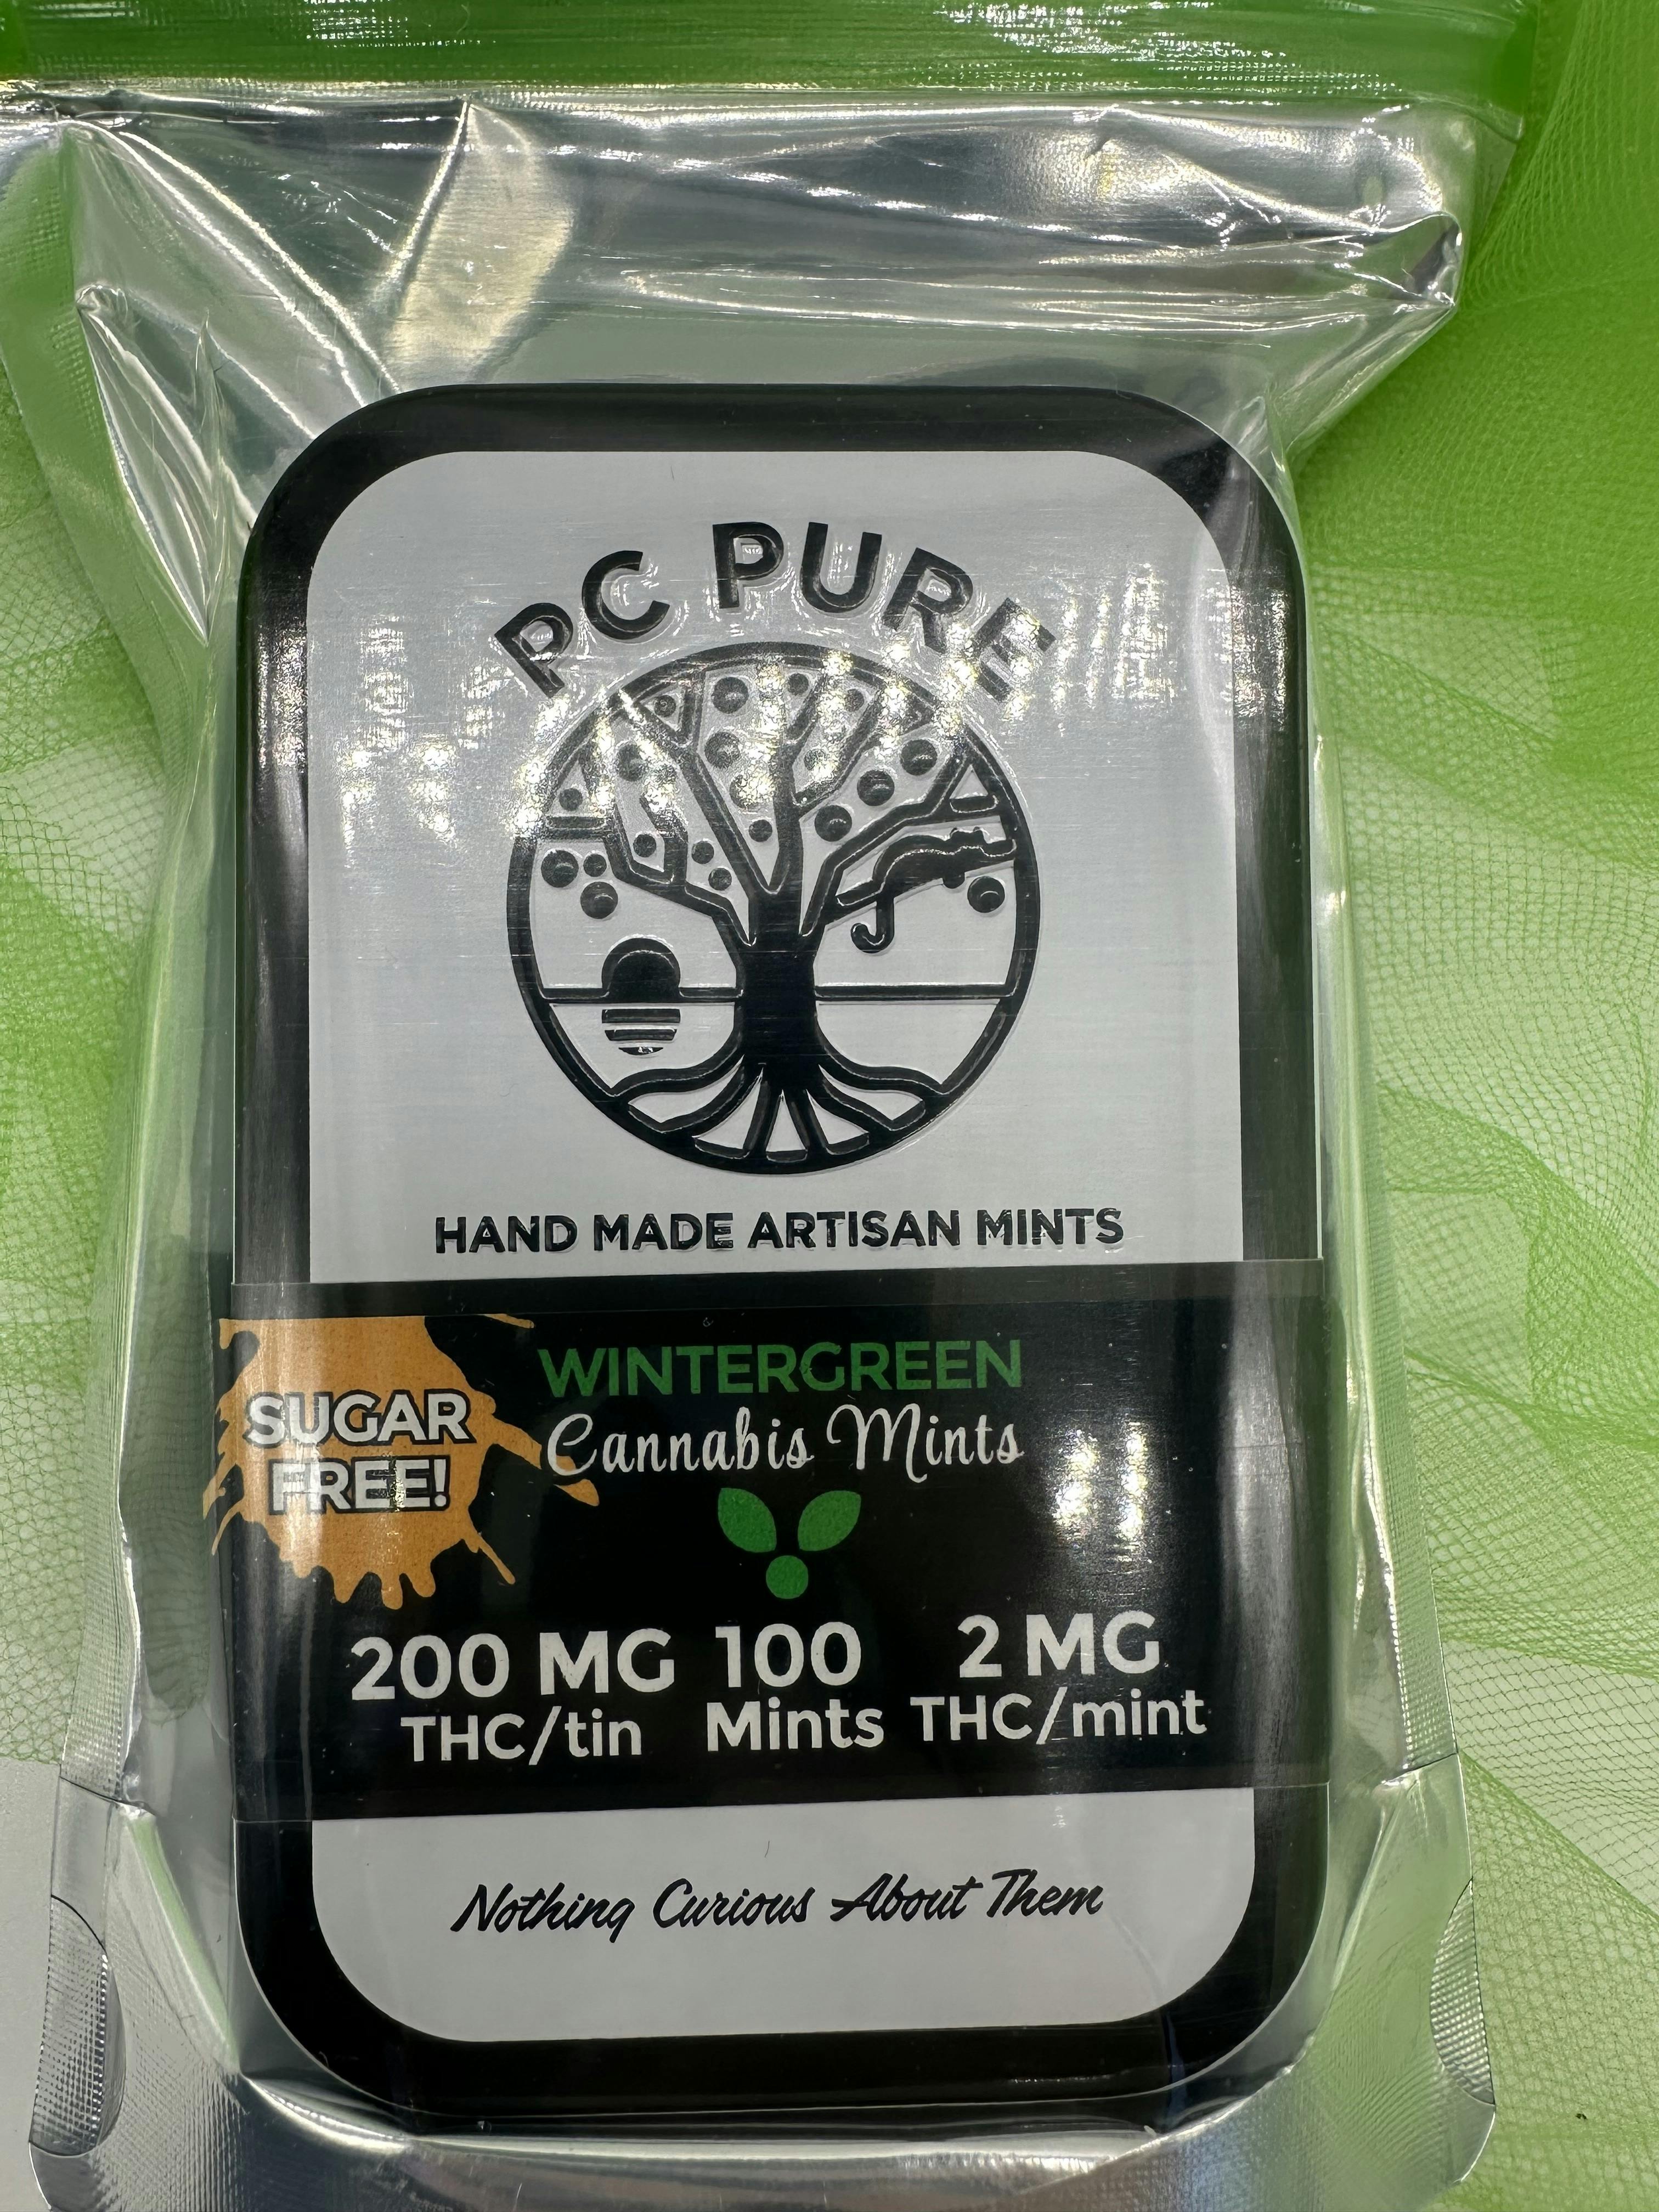 PC PURE
HAND MADE ARTISAN MINTS
SUGAR
FREE!
WINTERGREEN
Cannabis Mints
200 MG
THC/tin
100
Mints
2 MG
THC/mint
Nothing Curious About Them